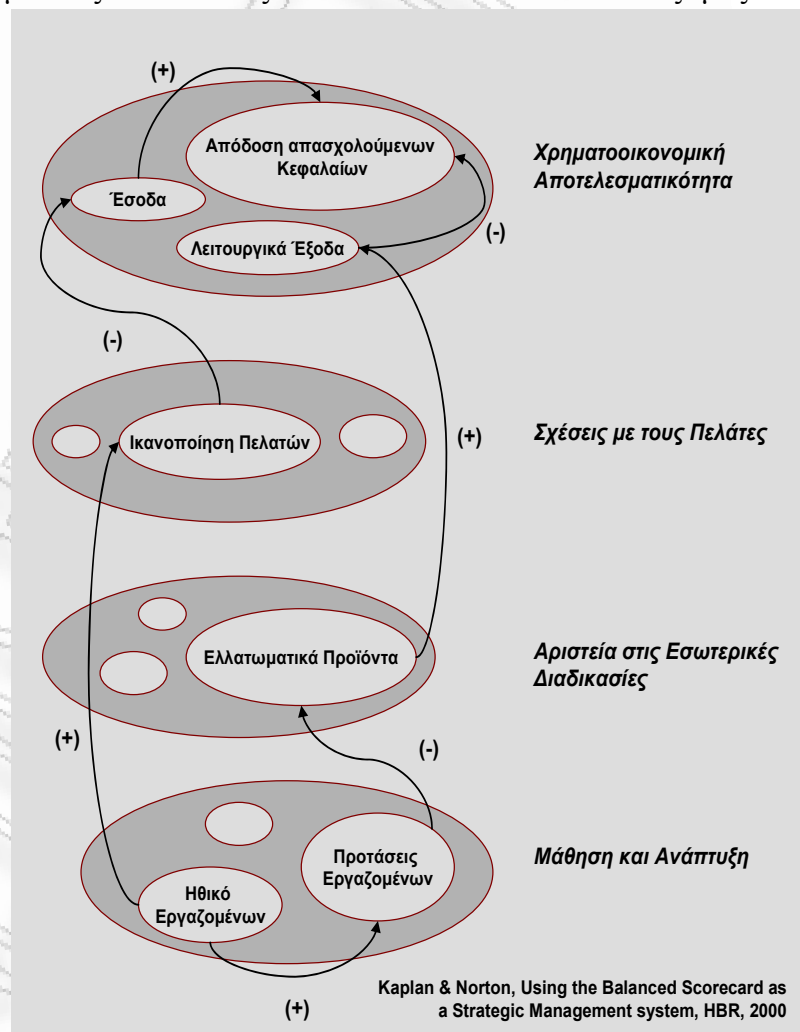 (+)
Απόδοση απασχολούμενων
Κεφαλαίων
Χρηματοοικονομική
Αποτελεσματικότητα
Έσοδα
Λειτουργικά Έξοδα
(-)
(-)
Ικανοποίηση Πελατών
(+)
Σχέσεις με τους Πελάτες
Ελλατωματικά Προϊόντα
Αριστεία στις Εσωτερικές
Διαδικασίες
(+)
(-)
Προτάσεις
Εργαζομένων
Μάθηση και Ανάπτυξη
Ηθικό
Εργαζομένων
(+)
Kaplan & Norton, Using the Balanced Scorecard as
a Strategic Management system, HBR, 2000